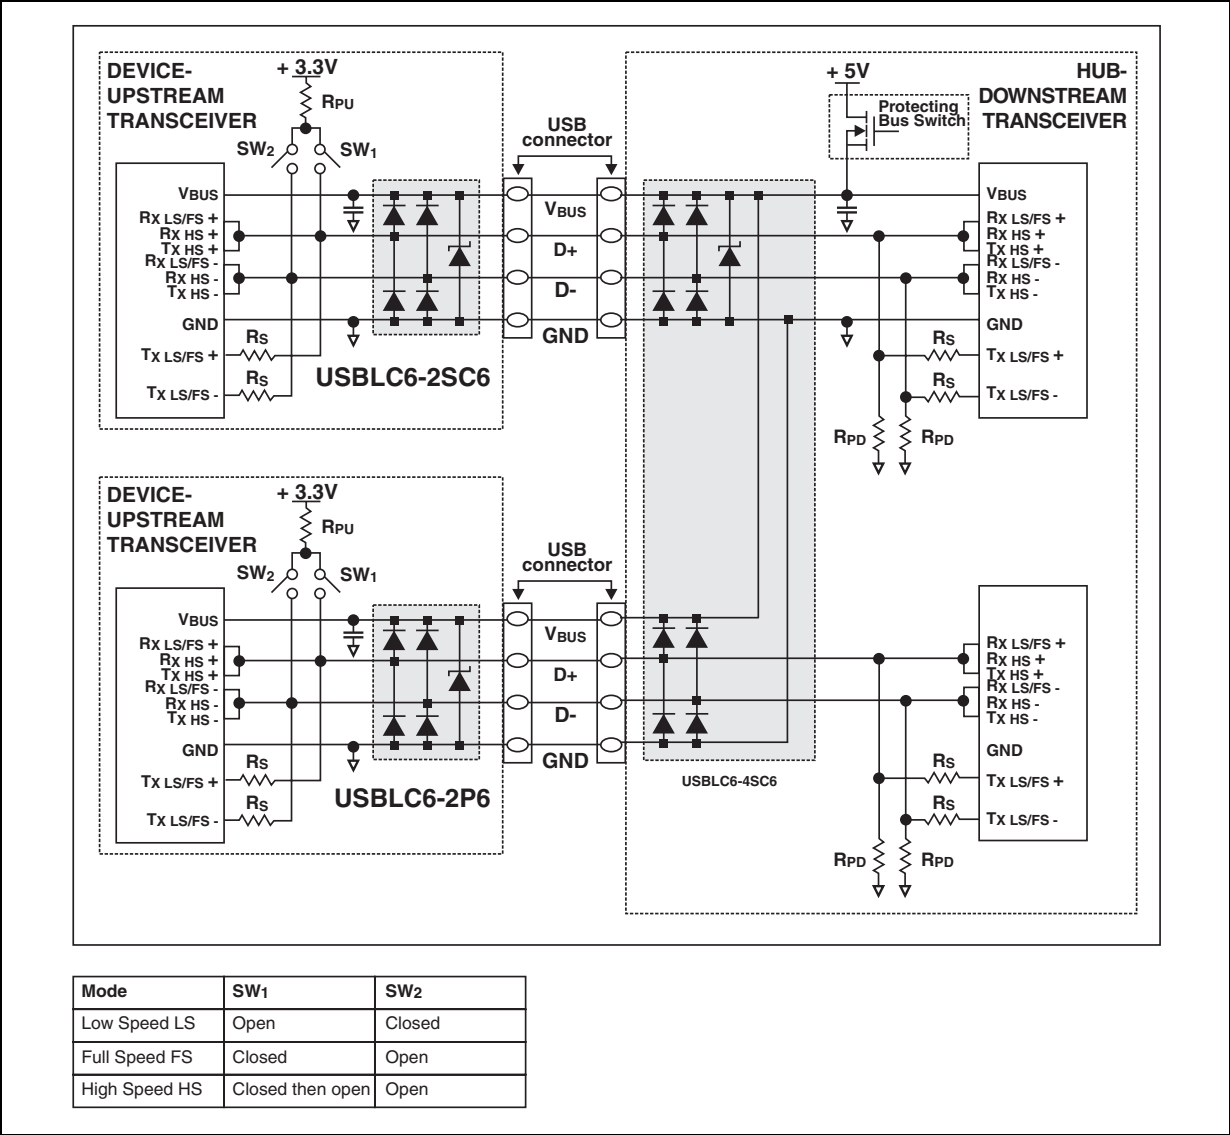 DEVICE-
UPSTREAM
TRANSCEIVER
+ 3.3V
RPU
SW2
SW1
VBUS
RX LS/FS +
RX HS +
TX HS +
RX LS/FS -
RX HS -
TX HS -
GND
TX LS/FS +
TX LS/FS -
RS
RS
USBLC6-2SC6
USB
connector
VBUS
D+
D-
GND
+ 5V
Protecting
Bus Switch
HUB-
DOWNSTREAM
TRANSCEIVER
VBUS
RX LS/FS +
RX HS +
TX HS +
RX LS/FS -
RX HS -
TX HS -
GND
TX LS/FS +
TX LS/FS -
RS
RS
RPD
RPD
DEVICE-
UPSTREAM
TRANSCEIVER
+ 3.3V
RPU
SW2
SW1
VBUS
RX LS/FS +
RX HS +
TX HS +
RX LS/FS -
RX HS -
TX HS -
GND
TX LS/FS +
TX LS/FS -
RS
RS
USBLC6-2P6
USB
connector
VBUS
D+
D-
GND
USBLC6-4SC6
RX LS/FS +
RX HS +
TX HS +
RX LS/FS -
RX HS -
TX HS -
GND
TX LS/FS +
TX LS/FS -
RS
RS
RPD
RPD
Mode SW1 SW2
Low Speed LS Open Closed
Full Speed FS Closed Open
High Speed HS Closed then open Open